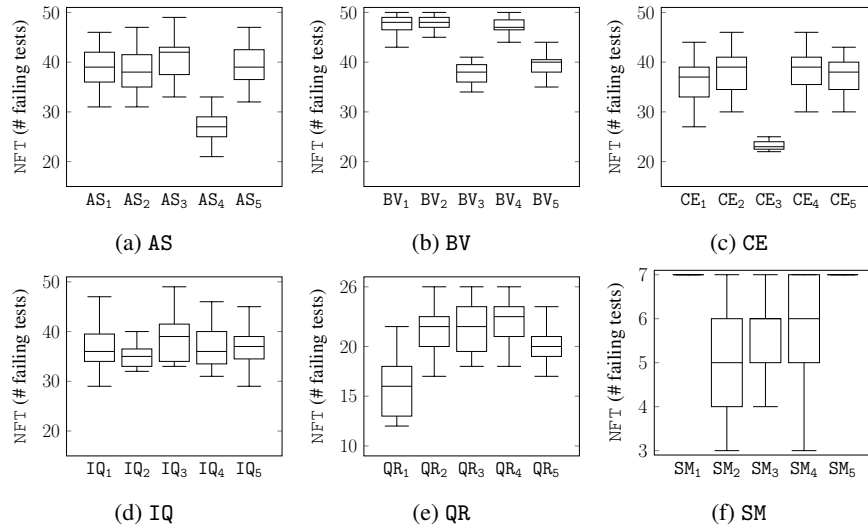 50
40
30
20
NFT (# failing tests)
AS1 AS2 AS3 AS4 AS5
(a) AS
50
40
30
20
NFT (# failing tests)
BV1 BV2 BV3 BV4 BV5
(b) BV
50
40
30
20
NFT (# failing tests)
CE1 CE2 CE3 CE4 CE5
(c) CE
50
40
30
20
NFT (# failing tests)
IQ1 IQ2 IQ3 IQ4 IQ5
(d) IQ
26
20
15
10
NFT (# failing tests)
QR1 QR2 QR3 QR4 QR5
(e) QR
7
6
5
4
3
NFT (# failing tests)
SM1 SM2 SM3 SM4 SM5
(f) SM